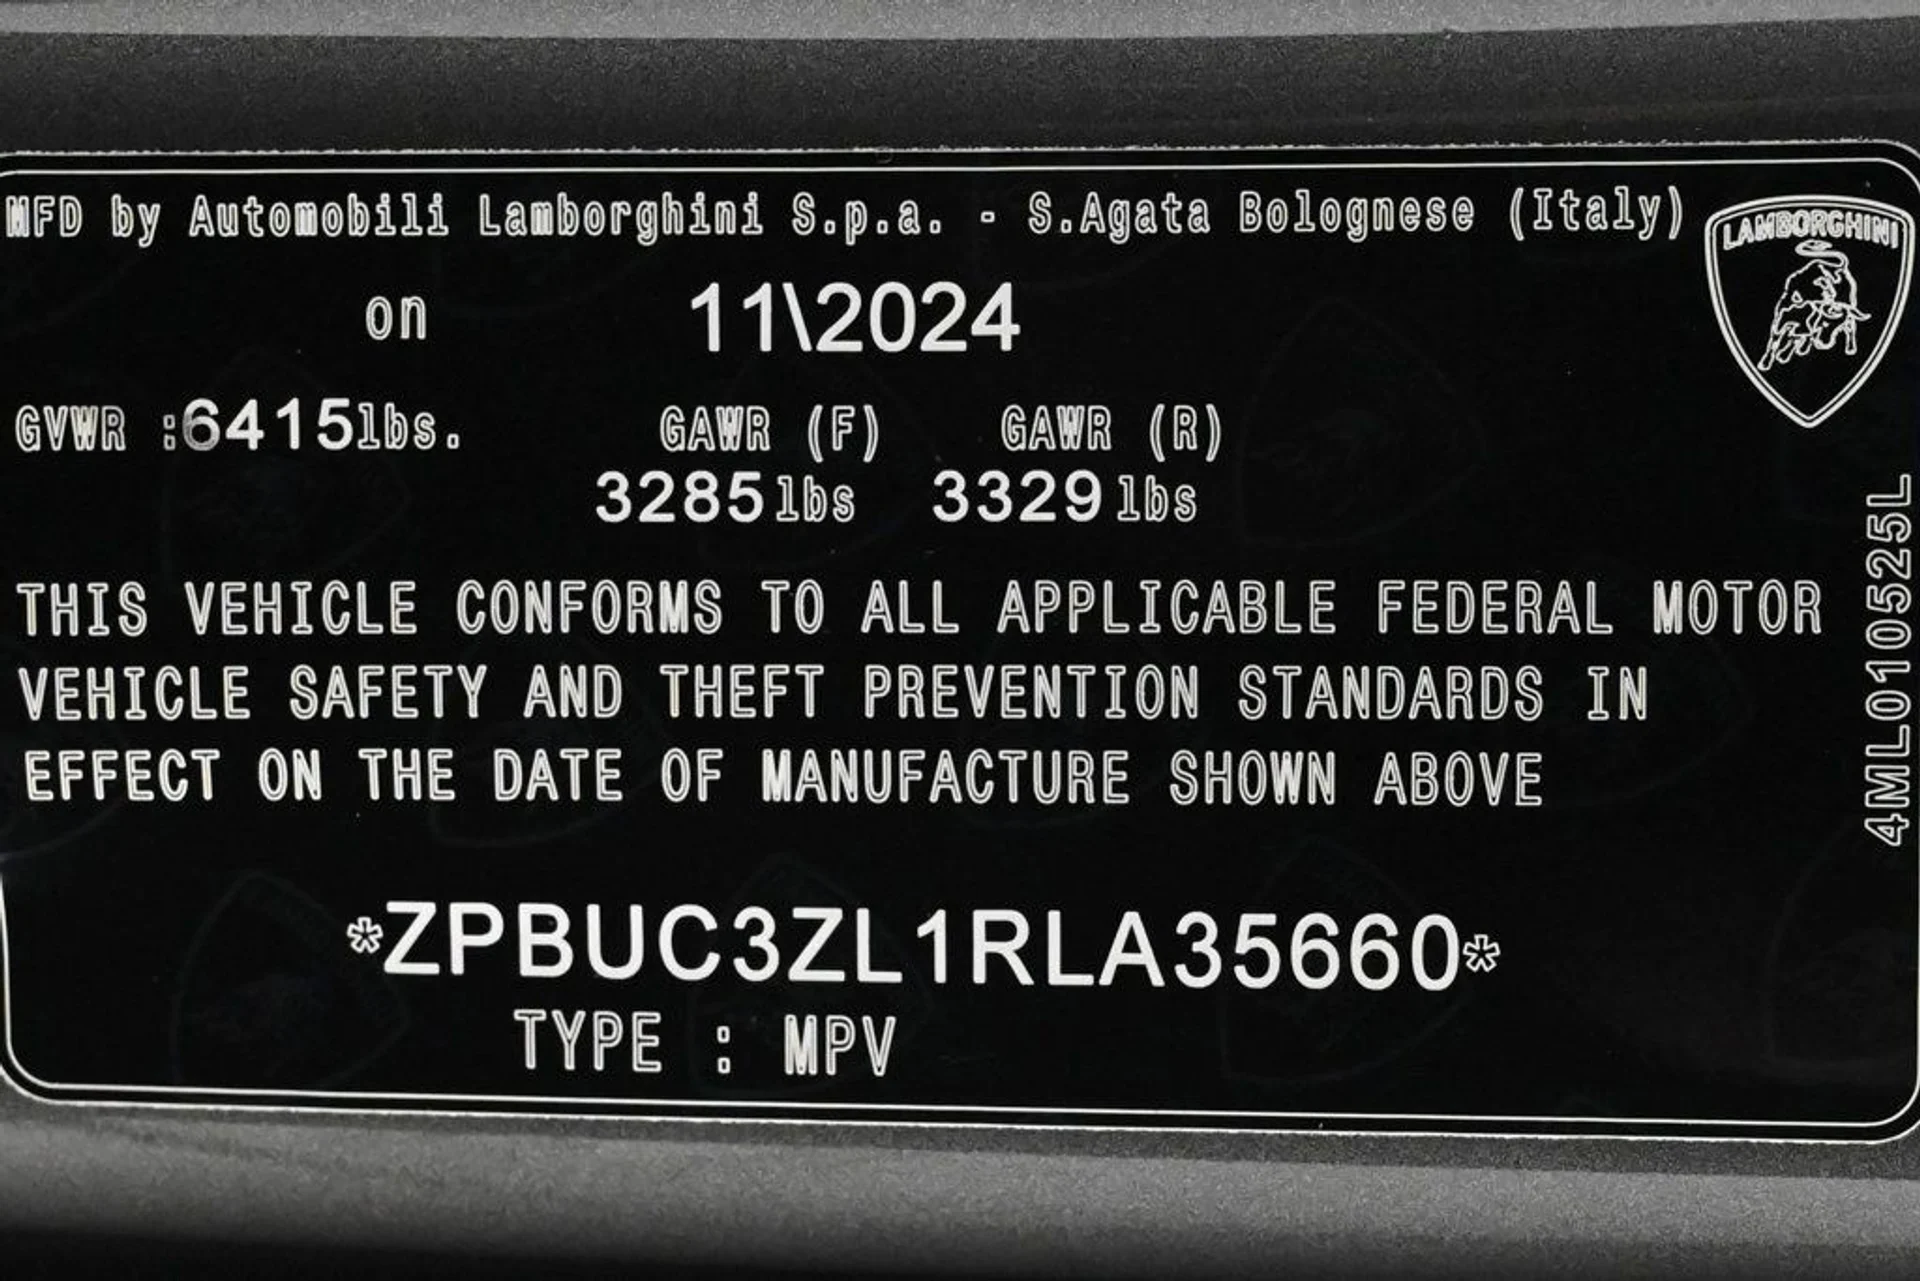 MFD by Automobili Lamborghini S.p.a. - S.Agata Bolognese (Italy)
LAMBORGHINI
on 11\2024
GVWR :6415lbs. GAWR (F) GAWR (R)
3285lbs 3329lbs
THIS VEHICLE CONFORMS TO ALL APPLICABLE FEDERAL MOTOR
VEHICLE SAFETY AND THEFT PREVENTION STANDARDS IN
EFFECT ON THE DATE OF MANUFACTURE SHOWN ABOVE
*ZPBUC3ZL1RLA35660*
TYPE : MPV
4ML010525L